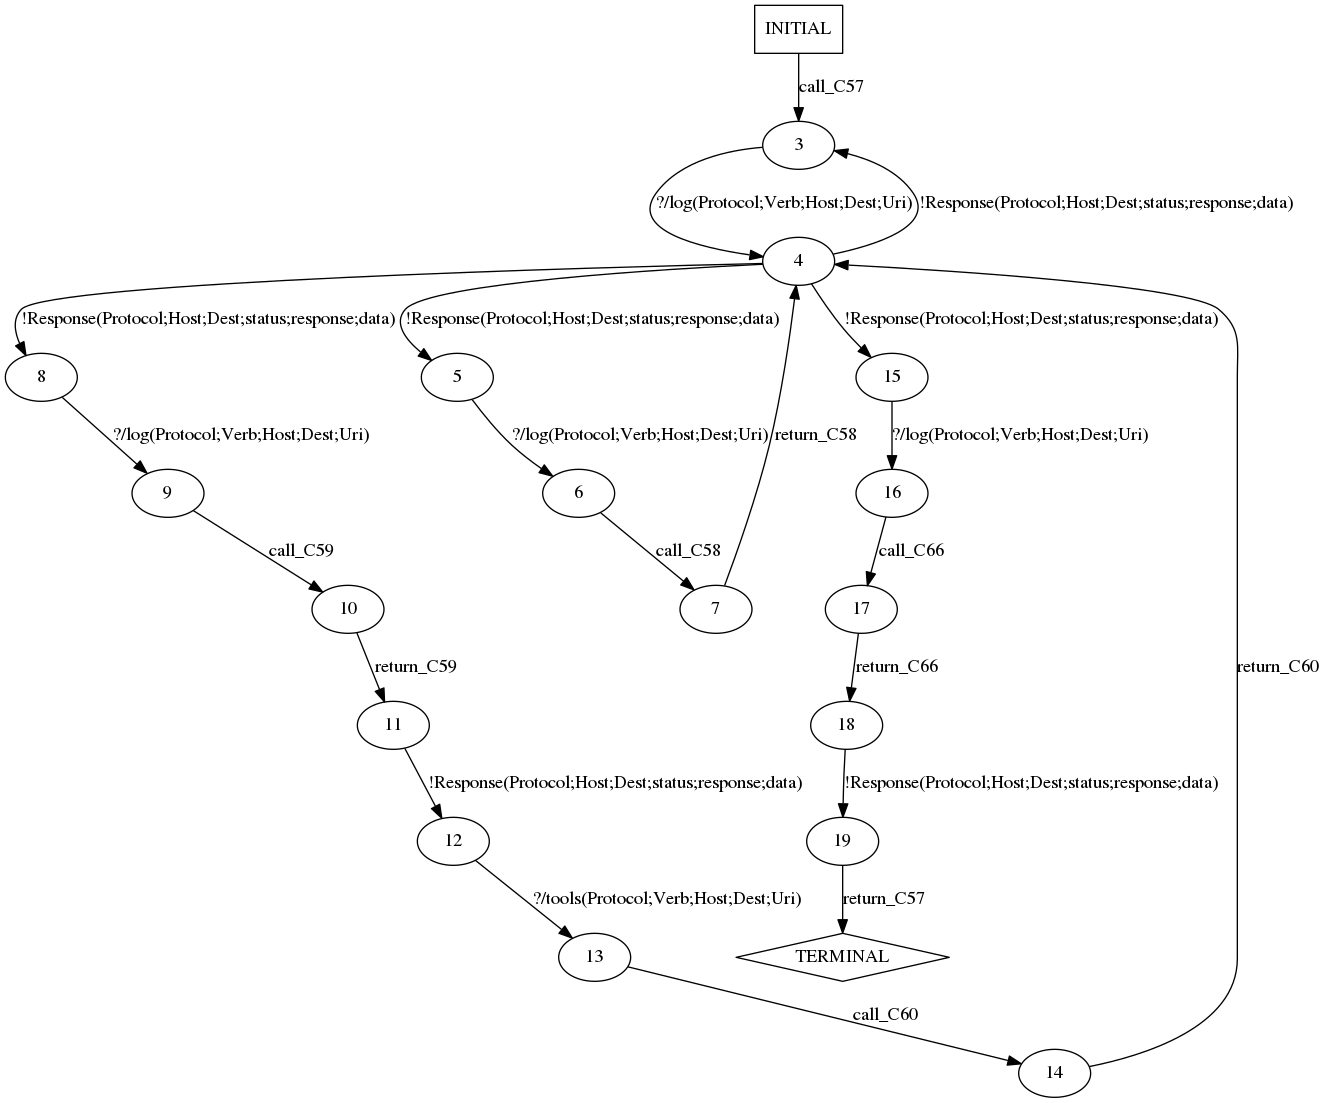 INITIAL
call_C57
3
?/log(Protocol;Verb;Host;Dest;Uri)
!Response(Protocol;Host;Dest;status;response;data)
4
!Response(Protocol;Host;Dest;status;response;data)
!Response(Protocol;Host;Dest;status;response;data)
!Response(Protocol;Host;Dest;status;response;data)
8
5
15
?/log(Protocol;Verb;Host;Dest;Uri)
?/log(Protocol;Verb;Host;Dest;Uri)
return_C58
?/log(Protocol;Verb;Host;Dest;Uri)
9
6
16
call_C59
call_C58
call_C66
10
7
17
return_C59
return_C66
return_C60
11
18
!Response(Protocol;Host;Dest;status;response;data)
!Response(Protocol;Host;Dest;status;response;data)
12
19
?/tools(Protocol;Verb;Host;Dest;Uri)
return_C57
13
TERMINAL
call_C60
14